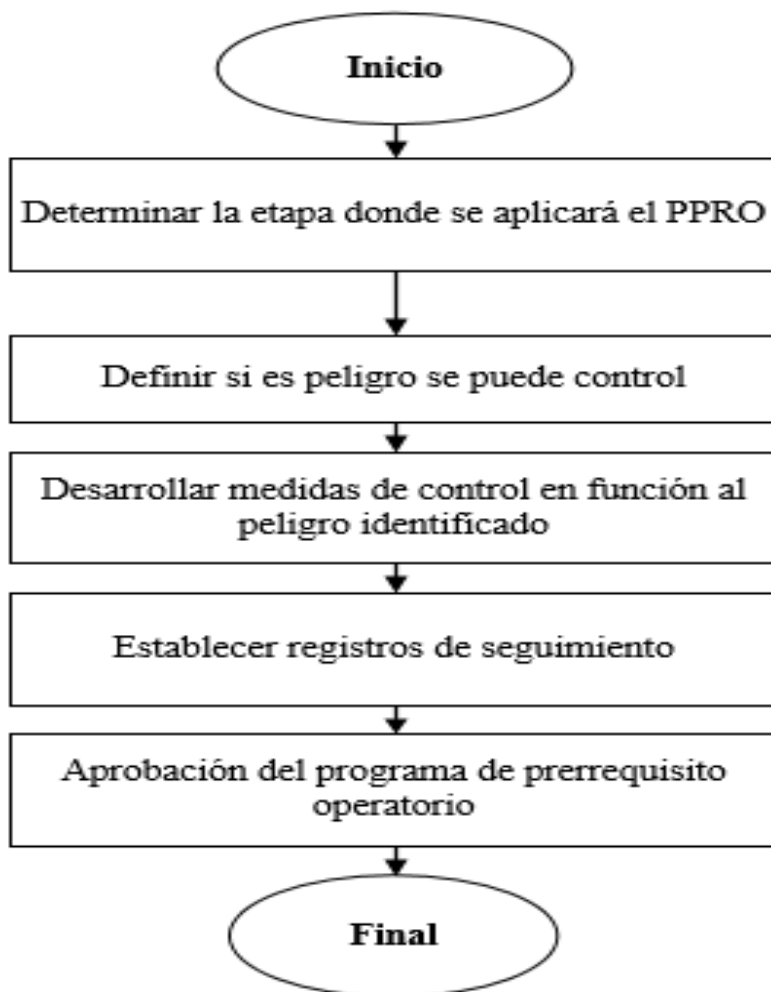 Inicio
Determinar la etapa donde se aplicará el PPRO
Definir si es peligro se puede control
Desarrollar medidas de control en función al
peligro identificado
Establecer registros de seguimiento
Aprobación del programa de prerrequisito
operatorio
Final